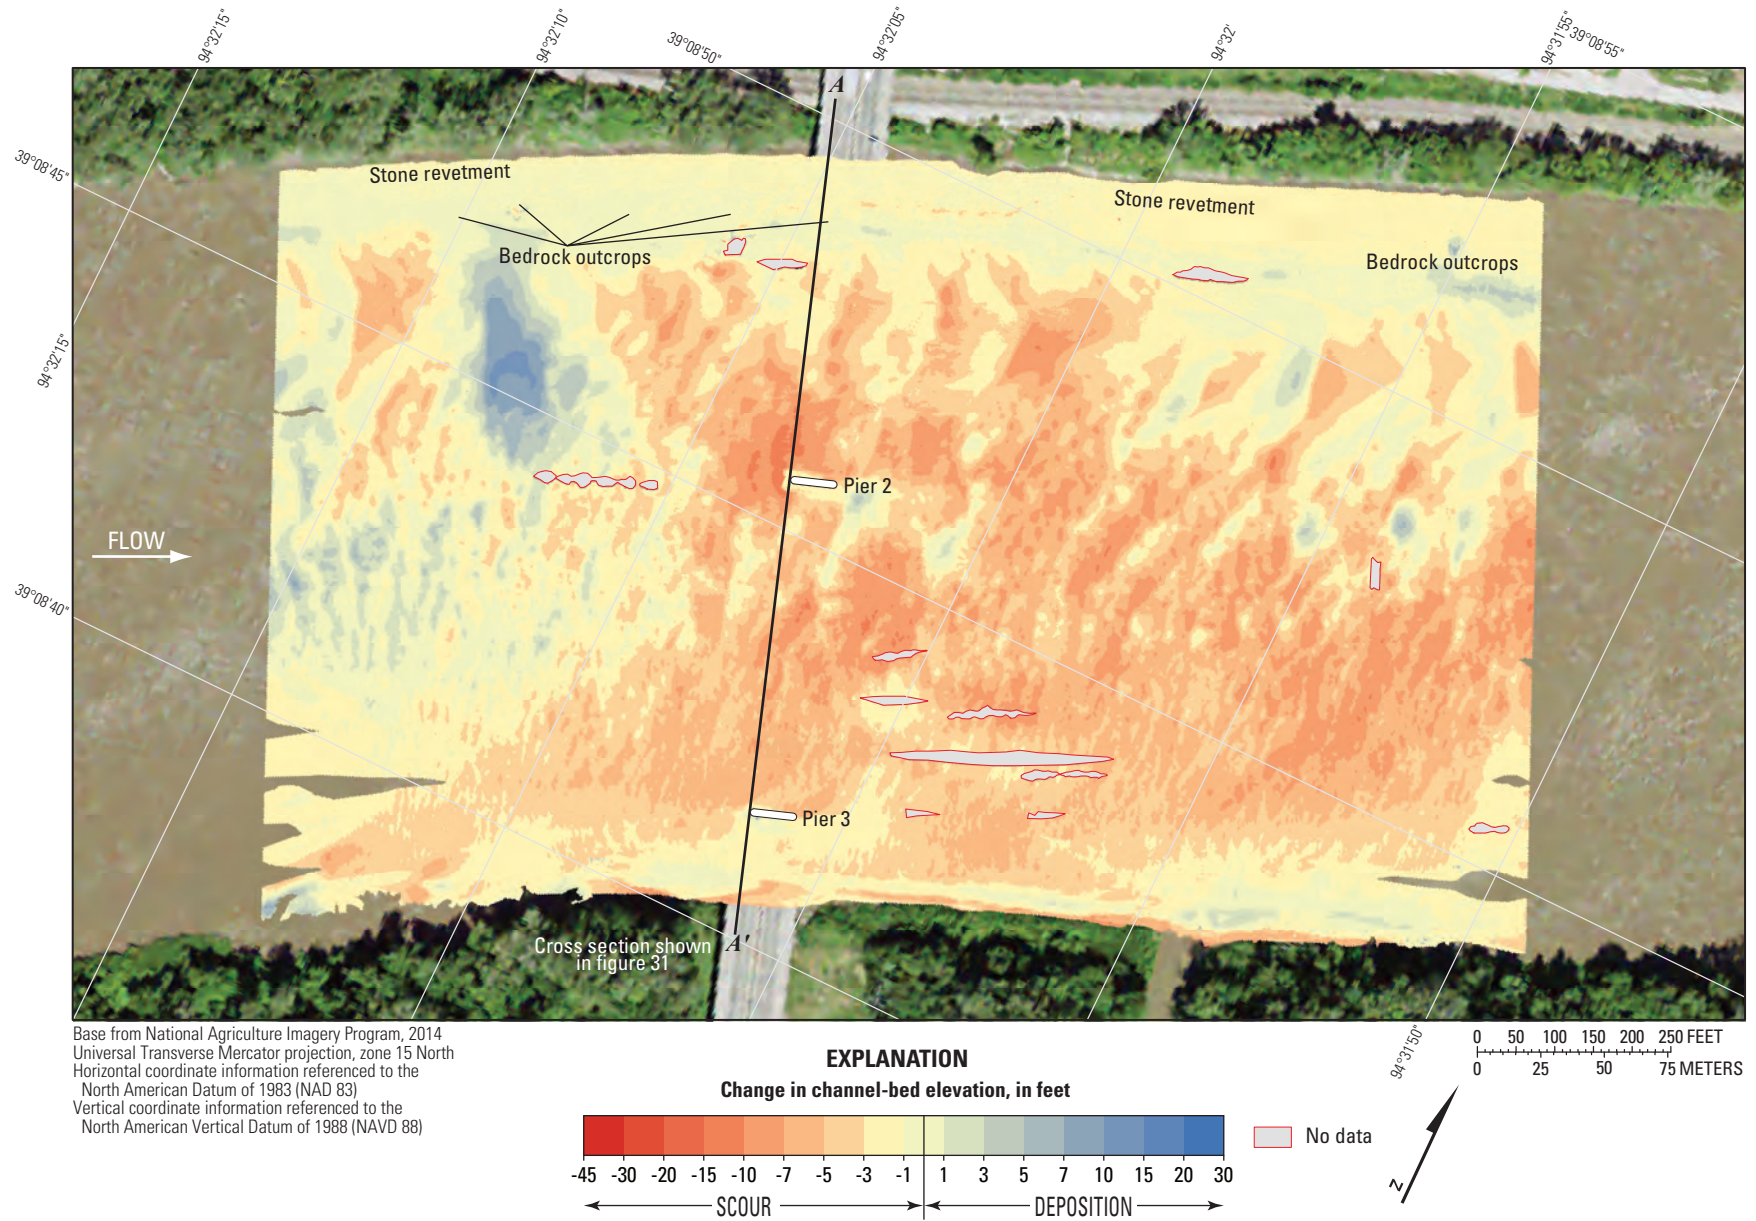 94°32'15"
94°32'10"
39°08'50"
94°32'05"
94°32'
94°31'55"
39°08'55"
A
39°08'45"
Stone revetment
Stone revetment
Bedrock outcrops
Bedrock outcrops
94°32'15"
Pier 2
FLOW
39°08'40"
Pier 3
Cross section shown
in figure 31
A'
94°31'50"
Base from National Agriculture Imagery Program, 2014
Universal Transverse Mercator projection, zone 15 North
Horizontal coordinate information referenced to the
North American Datum of 1983 (NAD 83)
Vertical coordinate information referenced to the
North American Vertical Datum of 1988 (NAVD 88)
EXPLANATION
Change in channel-bed elevation, in feet
-45 -30 -20 -15 -10 -7 -5 -3 -1 1 3 5 7 10 15 20 30
SCOUR
DEPOSITION
No data
0 50 100 150 200 250 FEET
0 25 50 75 METERS
N